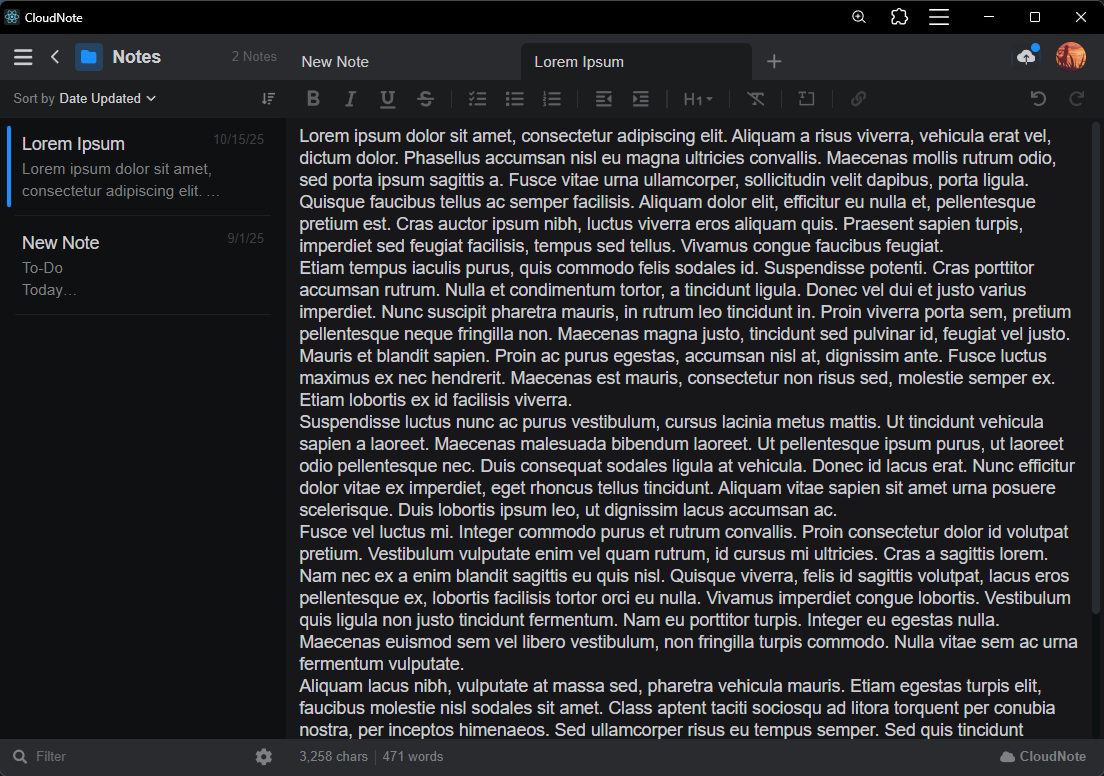 CloudNote
Notes
2 Notes
New Note
Lorem Ipsum
Sort by Date Updated
B I U S H1
Lorem Ipsum
10/15/25
Lorem ipsum dolor sit amet,
consectetur adipiscing elit. …
New Note
9/1/25
To-Do
Today…
Lorem ipsum dolor sit amet, consectetur adipiscing elit. Aliquam a risus viverra, vehicula erat vel,
dictum dolor. Phasellus accumsan nisl eu magna ultricies convallis. Maecenas mollis rutrum odio,
sed porta ipsum sagittis a. Fusce vitae urna ullamcorper, sollicitudin velit dapibus, porta ligula.
Quisque faucibus tellus ac semper facilisis. Aliquam dolor elit, efficitur eu nulla et, pellentesque
pretium est. Cras auctor ipsum nibh, luctus viverra eros aliquam quis. Praesent sapien turpis,
imperdiet sed feugiat facilisis, tempus sed tellus. Vivamus congue faucibus feugiat.
Etiam tempus iaculis purus, quis commodo felis sodales id. Suspendisse potenti. Cras porttitor
accumsan rutrum. Nulla et condimentum tortor, a tincidunt ligula. Donec vel dui et justo varius
imperdiet. Nunc suscipit pharetra mauris, in rutrum leo tincidunt in. Proin viverra porta sem, pretium
pellentesque neque fringilla non. Maecenas magna justo, tincidunt sed pulvinar id, feugiat vel justo.
Mauris et blandit sapien. Proin ac purus egestas, accumsan nisl at, dignissim ante. Fusce luctus
maximus ex nec hendrerit. Maecenas est mauris, consectetur non risus sed, molestie semper ex.
Etiam lobortis ex id facilisis viverra.
Suspendisse luctus nunc ac purus vestibulum, cursus lacinia metus mattis. Ut tincidunt vehicula
sapien a laoreet. Maecenas malesuada bibendum laoreet. Ut pellentesque ipsum purus, ut laoreet
odio pellentesque nec. Duis consequat sodales ligula at vehicula. Donec id lacus erat. Nunc efficitur
dolor vitae ex imperdiet, eget rhoncus tellus tincidunt. Aliquam vitae sapien sit amet urna posuere
scelerisque. Duis lobortis ipsum leo, ut dignissim lacus accumsan ac.
Fusce vel luctus mi. Integer commodo purus et rutrum convallis. Proin consectetur dolor id volutpat
pretium. Vestibulum vulputate enim vel quam rutrum, id cursus mi ultricies. Cras a sagittis lorem.
Nam nec ex a enim blandit sagittis eu quis nisl. Quisque viverra, felis id sagittis volutpat, lacus eros
pellentesque ex, lobortis facilisis tortor orci eu nulla. Vivamus imperdiet congue lobortis. Vestibulum
quis ligula non justo tincidunt fermentum. Nam eu porttitor turpis. Integer eu egestas nulla.
Maecenas euismod sem vel libero vestibulum, non fringilla turpis commodo. Nulla vitae sem ac urna
fermentum vulputate.
Aliquam lacus nibh, vulputate at massa sed, pharetra vehicula mauris. Etiam egestas turpis elit,
faucibus molestie nisl sodales sit amet. Class aptent taciti sociosqu ad litora torquent per conubia
nostra, per inceptos himenaeos. Sed ullamcorper risus eu tempus semper. Sed quis tincidunt
Filter
3,258 chars
471 words
CloudNote